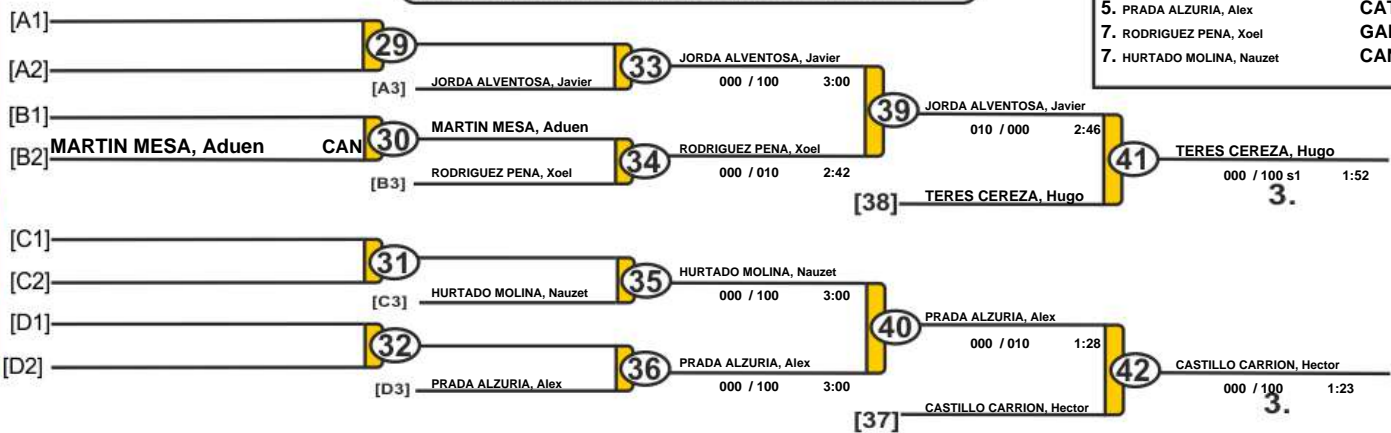 5. PRADA ALZURIA, Alex
7. RODRIGUEZ PENA, Xoel
7. HURTADO MOLINA, Nauzet
[A1]
[A2]
29
[A3] JORDA ALVENTOSA, Javier
33
JORDA ALVENTOSA, Javier
000 / 100 3:00
[B1]
[B2] MARTIN MESA, Aduen CAN
30
MARTIN MESA, Aduen
[B3] RODRIGUEZ PENA, Xoel
34
RODRIGUEZ PENA, Xoel
000 / 010 2:42
39
JORDA ALVENTOSA, Javier
010 / 000 2:46
[38] TERES CEREZA, Hugo
41
TERES CEREZA, Hugo
000 / 100 s1 1:52
3.
[C1]
[C2]
31
[C3] HURTADO MOLINA, Nauzet
35
HURTADO MOLINA, Nauzet
000 / 100 3:00
[D1]
[D2]
32
[D3] PRADA ALZURIA, Alex
36
PRADA ALZURIA, Alex
000 / 100 3:00
40
PRADA ALZURIA, Alex
000 / 010 1:28
[37] CASTILLO CARRION, Hector
42
CASTILLO CARRION, Hector
000 / 100 1:23
3.